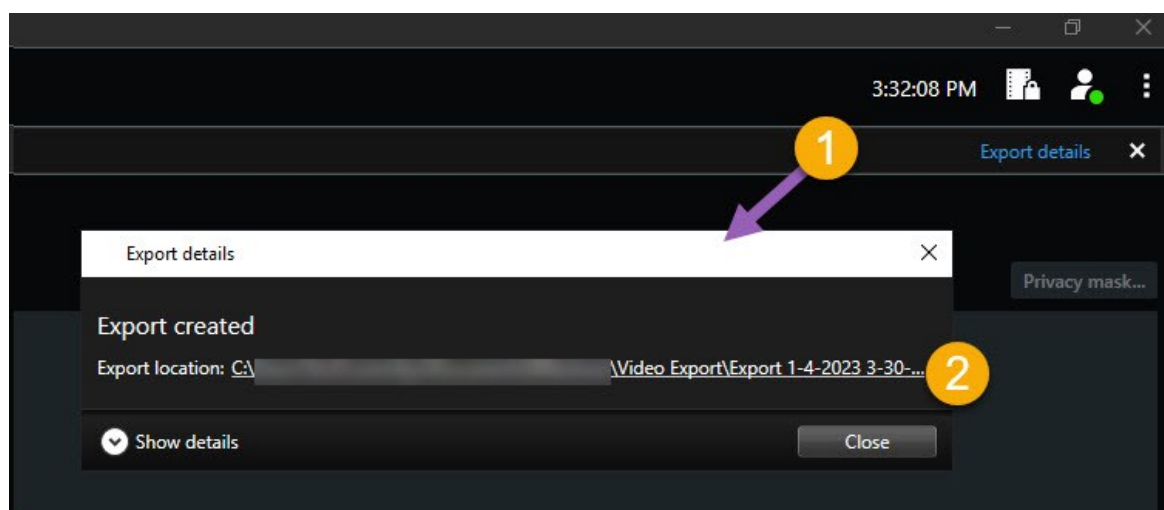 3:32:08 PM
1
Export details
Export details
Privacy mask...
Export created
Export location: C:\ \Video Export\Export 1-4-2023 3-30-...
2
Show details
Close